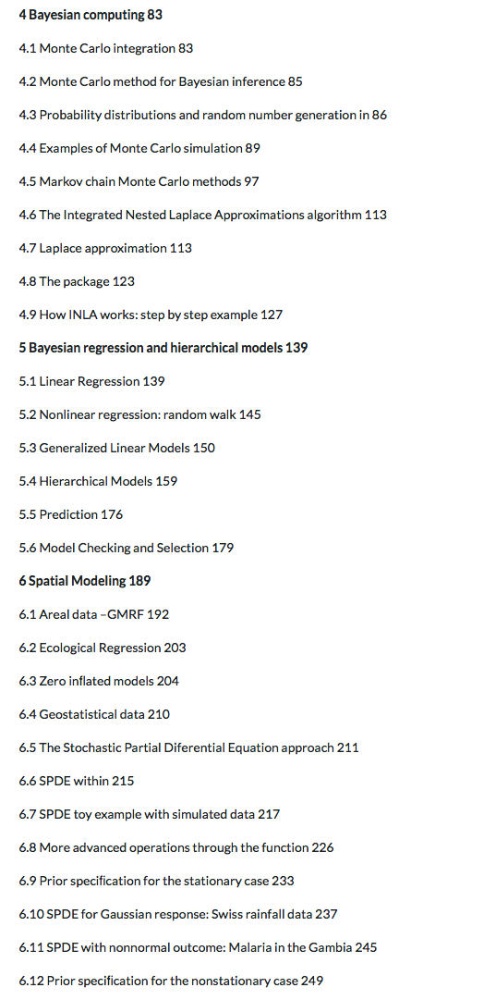 4 Bayesian computing 83
4.1 Monte Carlo integration 83
4.2 Monte Carlo method for Bayesian inference 85
4.3 Probability distributions and random number generation in 86
4.4 Examples of Monte Carlo simulation 89
4.5 Markov chain Monte Carlo methods 97
4.6 The Integrated Nested Laplace Approximations algorithm 113
4.7 Laplace approximation 113
4.8 The package 123
4.9 How INLA works: step by step example 127
5 Bayesian regression and hierarchical models 139
5.1 Linear Regression 139
5.2 Nonlinear regression: random walk 145
5.3 Generalized Linear Models 150
5.4 Hierarchical Models 159
5.5 Prediction 176
5.6 Model Checking and Selection 179
6 Spatial Modeling 189
6.1 Areal data –GMRF 192
6.2 Ecological Regression 203
6.3 Zero inflated models 204
6.4 Geostatistical data 210
6.5 The Stochastic Partial Diferential Equation approach 211
6.6 SPDE within 215
6.7 SPDE toy example with simulated data 217
6.8 More advanced operations through the function 226
6.9 Prior specification for the stationary case 233
6.10 SPDE for Gaussian response: Swiss rainfall data 237
6.11 SPDE with nonnormal outcome: Malaria in the Gambia 245
6.12 Prior specification for the nonstationary case 249